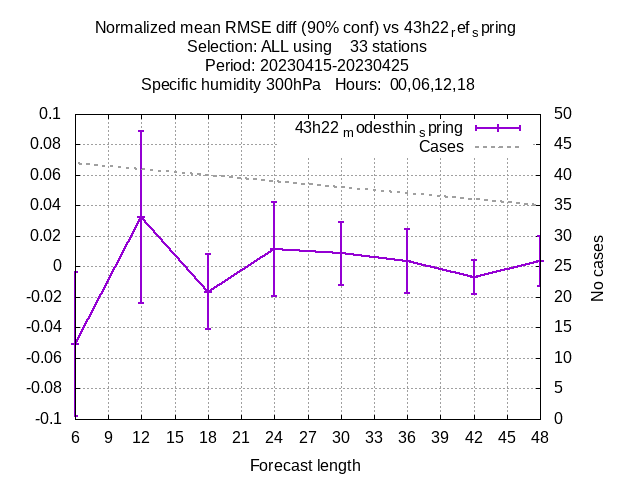 Normalized mean RMSE diff (90% conf) vs 43h22refspring
Selection: ALL using 33 stations
Period: 20230415-20230425
Specific humidity 300hPa Hours: 00,06,12,18
43h22modesthinspring
Cases
0.1
0.08
0.06
0.04
0.02
0
-0.02
-0.04
-0.06
-0.08
-0.1
50
45
40
35
30
25
20
15
10
5
0
No cases
6 9 12 15 18 21 24 27 30 33 36 39 42 45 48
Forecast length